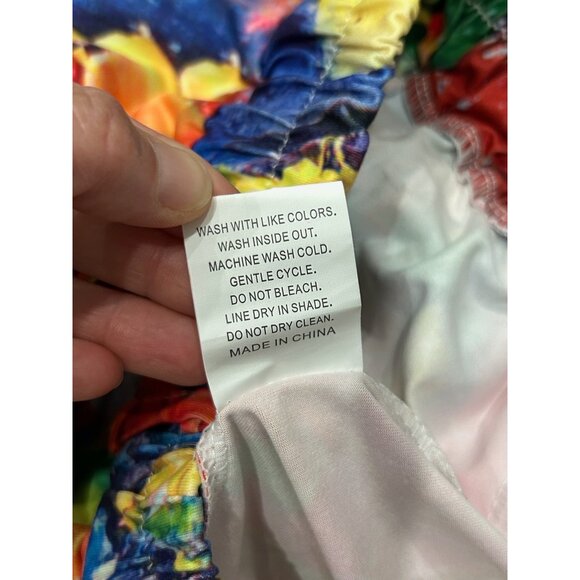 WASH WITH LIKE COLORS.
WASH INSIDE OUT.
MACHINE WASH COLD.
GENTLE CYCLE.
DO NOT BLEACH.
LINE DRY IN SHADE.
DO NOT DRY CLEAN.
MADE IN CHINA